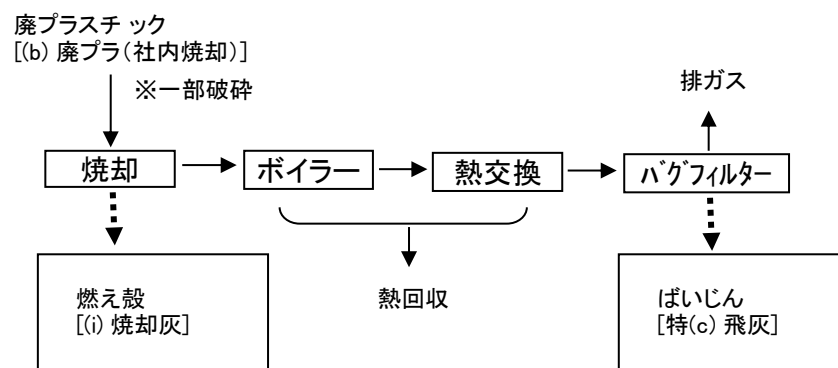 廃プラスチック
[(b) 廃プラ(社内焼却)]
※一部破砕
排ガス
焼却
ボイラー
熱交換
バグフィルター
燃え殻
[(i) 焼却灰]
熱回収
ばいじん
[特(c) 飛灰]